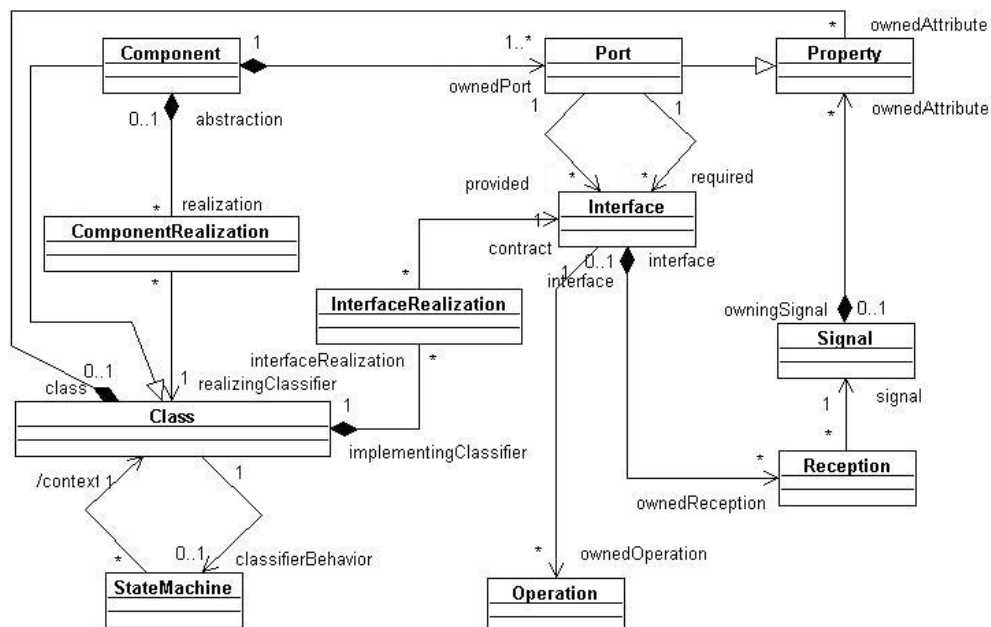 * ownedAttribute
1 1..*
Component Port Property
ownedPort ownedAttribute
0..1 abstraction 1 1 *
* *
provided required
* realization
Interface
ComponentRealization 1
contract 0..1 interface
* * 1 interface
InterfaceRealization owningSignal 0..1
Signal
interfaceRealization *
0..1 1 realizingClassifier 1 signal
class
Class 1
implementingClassifier *
* Reception
/context 1 1
ownedReception
* 0..1 classifierBehavior * ownedOperation
StateMachine Operation